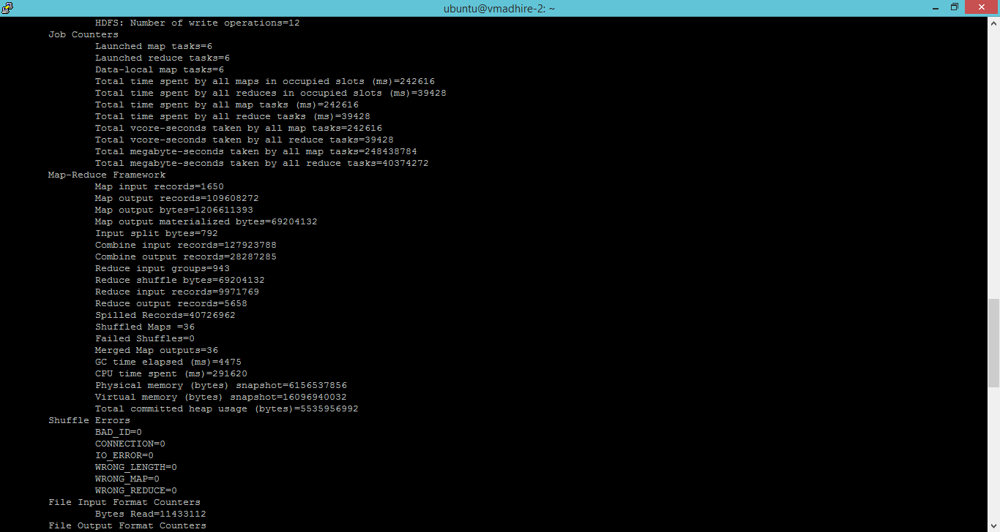 ubuntu@vmadhire-2: ~
HDFS: Number of write operations=12
Job Counters
Launched map tasks=6
Launched reduce tasks=6
Data-local map tasks=6
Total time spent by all maps in occupied slots (ms)=242616
Total time spent by all reduces in occupied slots (ms)=39428
Total time spent by all map tasks (ms)=242616
Total time spent by all reduce tasks (ms)=39428
Total vcore-seconds taken by all map tasks=242616
Total vcore-seconds taken by all reduce tasks=39428
Total megabyte-seconds taken by all map tasks=248438784
Total megabyte-seconds taken by all reduce tasks=40374272
Map-Reduce Framework
Map input records=1650
Map output records=109608272
Map output bytes=1206611393
Map output materialized bytes=69204132
Input split bytes=792
Combine input records=127923788
Combine output records=28287285
Reduce input groups=943
Reduce shuffle bytes=69204132
Reduce input records=9971769
Reduce output records=5658
Spilled Records=40726962
Shuffled Maps =36
Failed Shuffles=0
Merged Map outputs=36
GC time elapsed (ms)=4475
CPU time spent (ms)=291620
Physical memory (bytes) snapshot=6156537856
Virtual memory (bytes) snapshot=16096940032
Total committed heap usage (bytes)=5535956992
Shuffle Errors
BAD_ID=0
CONNECTION=0
IO_ERROR=0
WRONG_LENGTH=0
WRONG_MAP=0
WRONG_REDUCE=0
File Input Format Counters
Bytes Read=11433112
File Output Format Counters